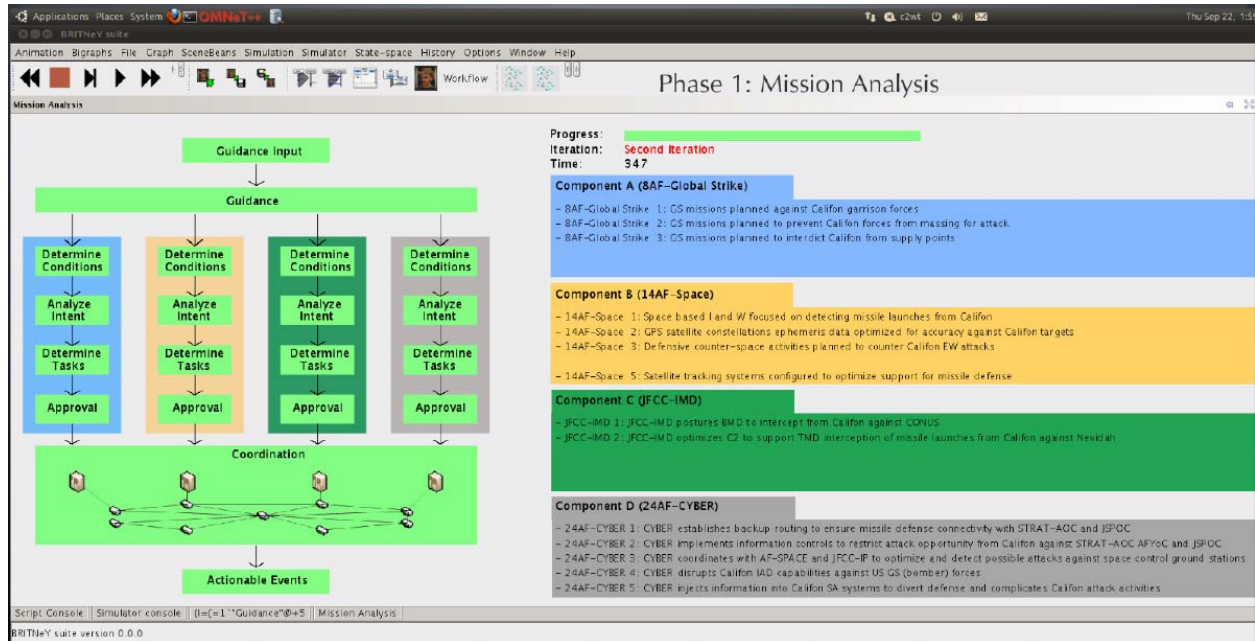 Applications Places System OMNeT++ c2wt Thu Sep 22, 1:59
BRITNeY suite
Animation Bigraphs File Graph SceneBeans Simulation Simulator State-space History Options Window Help
Workflow
Phase 1: Mission Analysis
Mission Analysis
Guidance Input
Guidance
Determine Conditions
Analyze Intent
Determine Tasks
Approval
Determine Conditions
Analyze Intent
Determine Tasks
Approval
Determine Conditions
Analyze Intent
Determine Tasks
Approval
Determine Conditions
Analyze Intent
Determine Tasks
Approval
Coordination
Actionable Events
Progress:
Iteration: Second Iteration
Time: 347
Component A (8AF-Global Strike)
- 8AF-Global Strike 1: GS missions planned against Califon garrison forces
- 8AF-Global Strike 2: GS missions planned to prevent Califon forces from massing for attack
- 8AF-Global Strike 3: GS missions planned to interdict Califon from supply points
Component B (14AF-Space)
- 14AF-Space 1: Space based I and W focused on detecting missile launches from Califon
- 14AF-Space 2: GPS satellite constellations ephemeris data optimized for accuracy against Califon targets
- 14AF-Space 3: Defensive counter-space activities planned to counter Califon EW attacks
- 14AF-Space 5: Satellite tracking systems configured to optimize support for missile defense
Component C (JFCC-IMD)
- JFCC-IMD 1: JFCC-IMD postures BMD to intercept from Califon against CONUS
- JFCC-IMD 2: JFCC-IMD optimizes C2 to support TMD interception of missile launches from Califon against Nevidah
Component D (24AF-CYBER)
- 24AF-CYBER 1: CYBER establishes backup routing to ensure missile defense connectivity with STRAT-AOC and JSPOC
- 24AF-CYBER 2: CYBER implements information controls to restrict attack opportunity from Califon against STRAT-AOC AFYoC and JSPOC
- 24AF-CYBER 3: CYBER coordinates with AF-SPACE and JFCC-IP to optimize and detect possible attacks against space control ground stations
- 24AF-CYBER 4: CYBER disrupts Califon IAD capabilities against US GS (bomber) forces
- 24AF-CYBER 5: CYBER injects information into Califon SA systems to divert defense and complicates Califon attack activities
Script Console Simulator console Mission Analysis
BRITNeY suite version 0.0.0